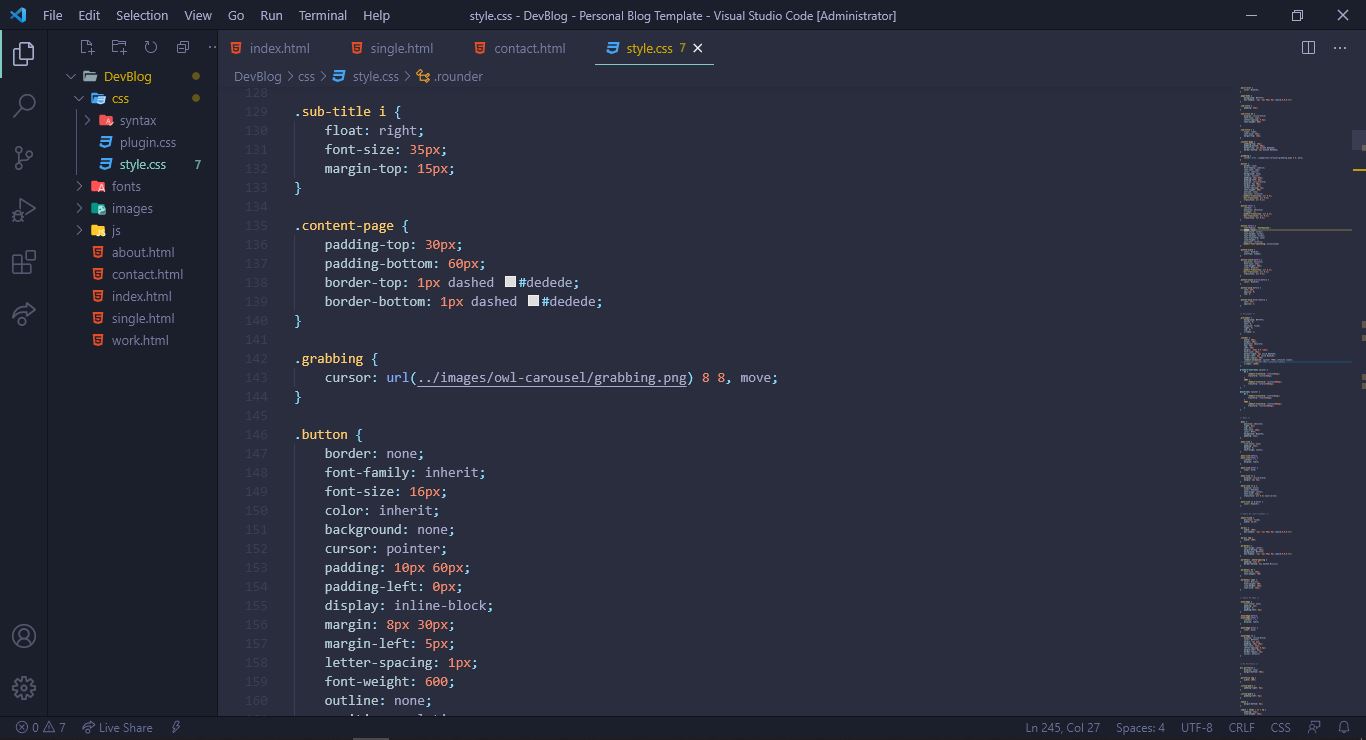 File Edit Selection View Go Run Terminal Help
style.css - DevBlog - Personal Blog Template - Visual Studio Code [Administrator]
index.html
single.html
contact.html
style.css 7
DevBlog > css > style.css > .rounder
DevBlog
css
syntax
plugin.css
style.css 7
fonts
images
js
about.html
contact.html
index.html
single.html
work.html
128
129 .sub-title i {
130 float: right;
131 font-size: 35px;
132 margin-top: 15px;
133 }
134
135 .content-page {
136 padding-top: 30px;
137 padding-bottom: 60px;
138 border-top: 1px dashed #dedede;
139 border-bottom: 1px dashed #dedede;
140 }
141
142 .grabbing {
143 cursor: url(../images/owl-carousel/grabbing.png) 8 8, move;
144 }
145
146 .button {
147 border: none;
148 font-family: inherit;
149 font-size: 16px;
150 color: inherit;
151 background: none;
152 cursor: pointer;
153 padding: 10px 60px;
154 padding-left: 0px;
155 display: inline-block;
156 margin: 8px 30px;
157 margin-left: 5px;
158 letter-spacing: 1px;
159 font-weight: 600;
160 outline: none;
0 7 Live Share
Ln 245, Col 27 Spaces: 4 UTF-8 CRLF CSS